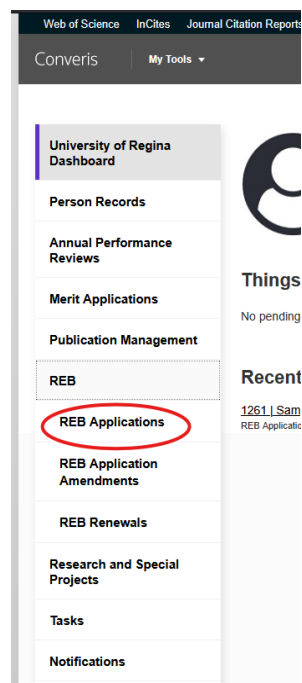 Web of Science InCites Journal Citation Reports
Converis My Tools
University of Regina
Dashboard
Person Records
Annual Performance
Reviews
Merit Applications
Publication Management
REB
REB Applications
REB Application
Amendments
REB Renewals
Research and Special
Projects
Tasks
Notifications
Things
No pending
Recent
1261 | Sam
REB Applicatio